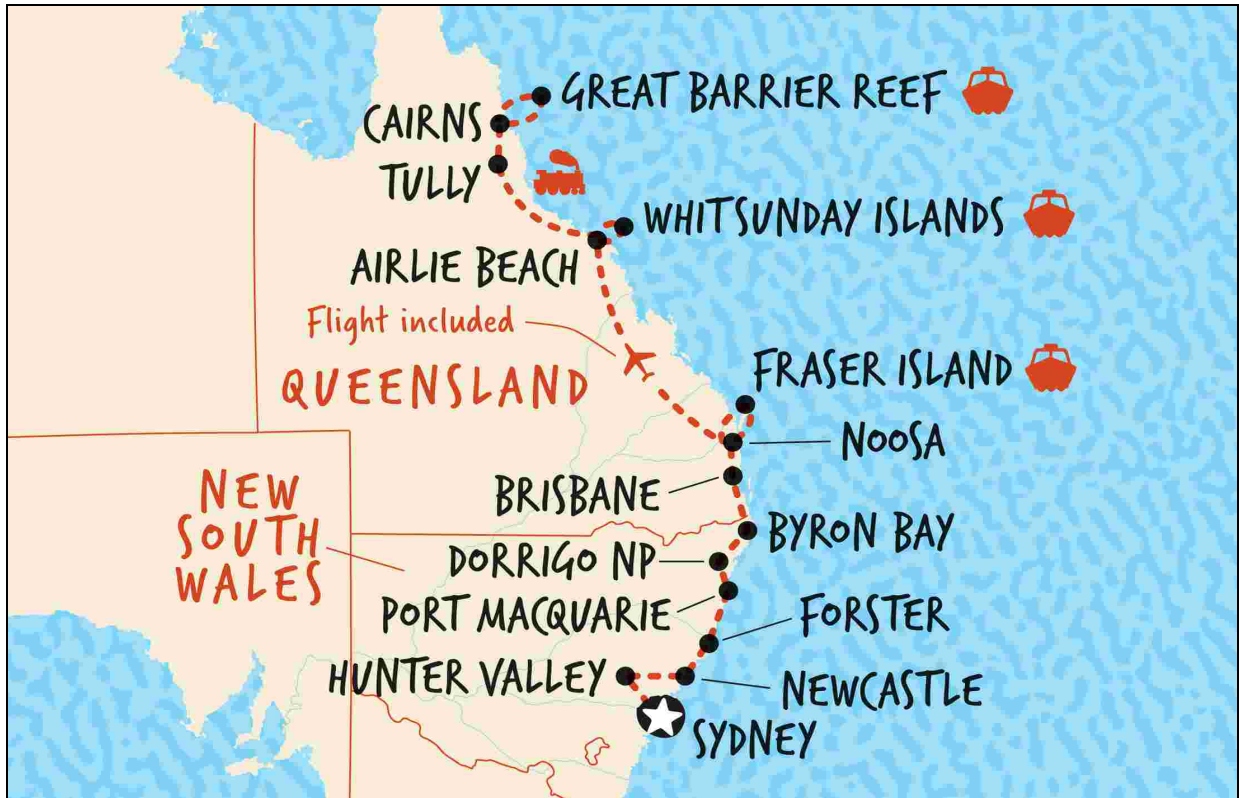 GREAT BARRIER REEF
CAIRNS
TULLY
WHITSUNDAY ISLANDS
AIRLIE BEACH
Flight included
QUEENSLAND
FRASER ISLAND
NOOSA
BRISBANE
NEW
SOUTH
WALES
BYRON BAY
DORRIGO NP
PORT MACQUARIE
FORSTER
HUNTER VALLEY
NEWCASTLE
SYDNEY